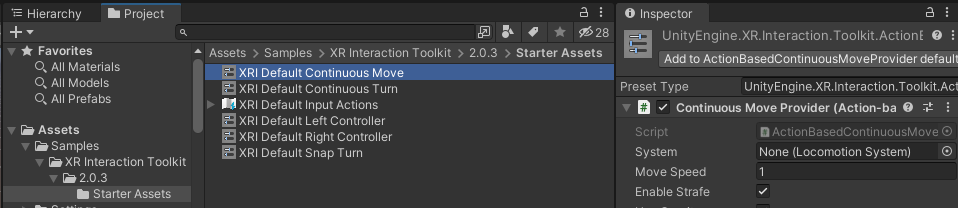 Hierarchy
Project
28
Favorites
All Materials
All Models
All Prefabs
Assets
Samples
XR Interaction Toolkit
2.0.3
Starter Assets
Assets > Samples > XR Interaction Toolkit > 2.0.3 > Starter Assets
XRI Default Continuous Move
XRI Default Continuous Turn
XRI Default Input Actions
XRI Default Left Controller
XRI Default Right Controller
XRI Default Snap Turn
Inspector
UnityEngine.XR.Interaction.Toolkit.ActionE
Add to ActionBasedContinuousMoveProvider default
Preset Type UnityEngine.XR.Interaction.Toolkit.Act
# Continuous Move Provider (Action-ba
Script # ActionBasedContinuousMove
System None (Locomotion System)
Move Speed 1
Enable Strafe